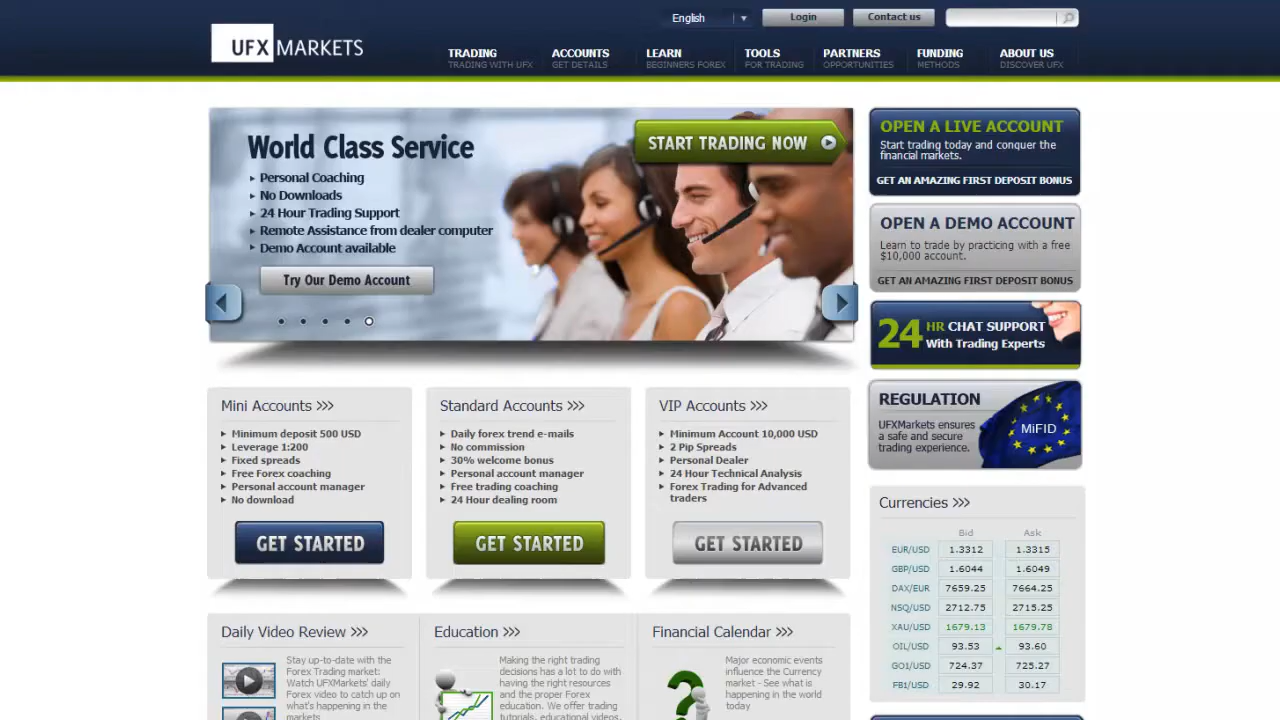 English
Login
Contact us
UFX MARKETS
TRADING
TRADING WITH UFX
ACCOUNTS
GET DETAILS
LEARN
BEGINNERS FOREX
TOOLS
FOR TRADING
PARTNERS
OPPORTUNITIES
FUNDING
METHODS
ABOUT US
DISCOVER UFX
World Class Service
Personal Coaching
No Downloads
24 Hour Trading Support
Remote Assistance from dealer computer
Demo Account available
Try Our Demo Account
START TRADING NOW
OPEN A LIVE ACCOUNT
Start trading today and conquer the
financial markets.
GET AN AMAZING FIRST DEPOSIT BONUS
OPEN A DEMO ACCOUNT
Learn to trade by practicing with a free
$10,000 account.
GET AN AMAZING FIRST DEPOSIT BONUS
24 HR CHAT SUPPORT
With Trading Experts
REGULATION
UFXMarkets ensures
a safe and secure
trading experience.
MiFID
Mini Accounts >>>
Minimum deposit 500 USD
Leverage 1:200
Fixed spreads
Free Forex coaching
Personal account manager
No download
GET STARTED
Standard Accounts >>>
Daily forex trend e-mails
No commission
30% welcome bonus
Personal account manager
Free trading coaching
24 Hour dealing room
GET STARTED
VIP Accounts >>>
Minimum Account 10,000 USD
2 Pip Spreads
Personal Dealer
24 Hour Technical Analysis
Forex Trading for Advanced
traders
GET STARTED
Currencies >>>
Bid Ask
EUR/USD 1.3312 1.3315
GBP/USD 1.6044 1.6049
DAX/EUR 7659.25 7664.25
NSQ/USD 2712.75 2715.25
XAU/USD 1679.13 1679.78
OIL/USD 93.53 93.60
GO1/USD 724.37 725.27
FB1/USD 29.92 30.17
Daily Video Review >>>
Stay up-to-date with the
Forex Trading market:
Watch UFXMarkets' daily
Forex video to catch up on
what's happening in the
markets
Education >>>
Making the right trading
decisions has a lot to do with
having the right resources
and the proper Forex
education. We offer trading
tutorials, educational videos,
Financial Calendar >>>
Major economic events
influence the Currency
market - See what is
happening in the world
today